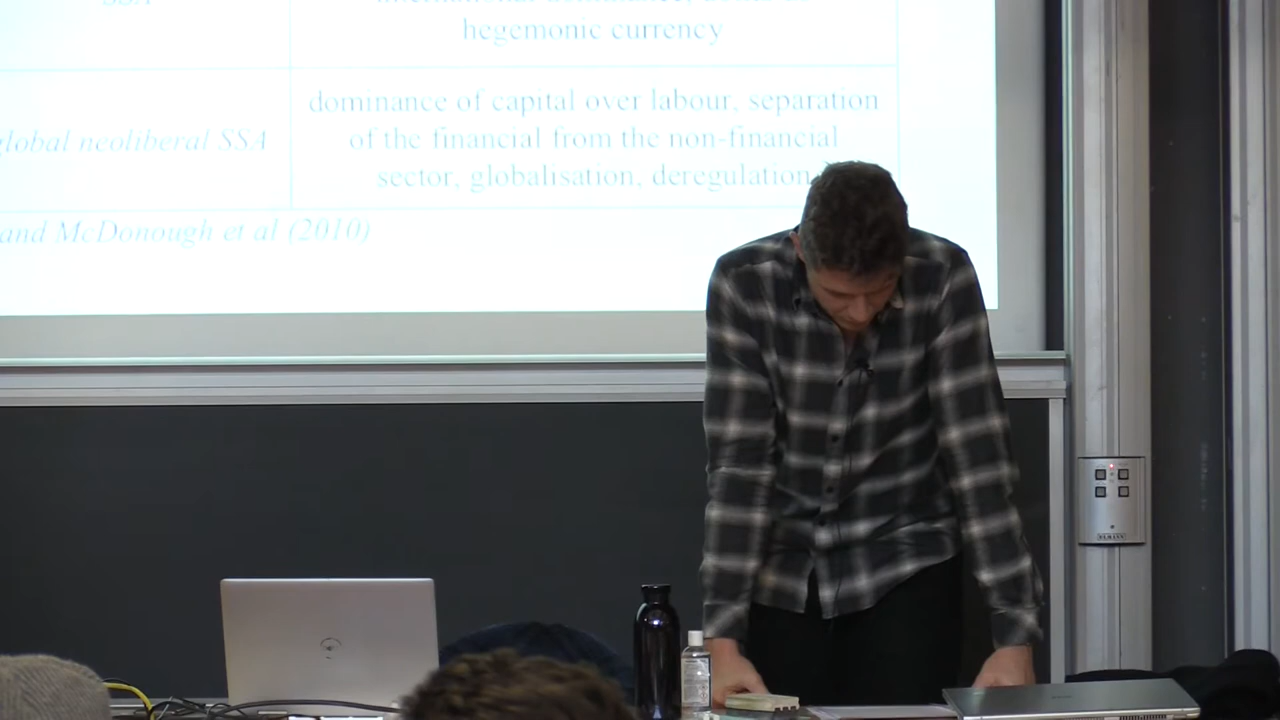 SSA
hegemonic currency
global neoliberal SSA
dominance of capital over labour, separation
of the financial from the non-financial
sector, globalisation, deregulation
and McDonough et al (2010)